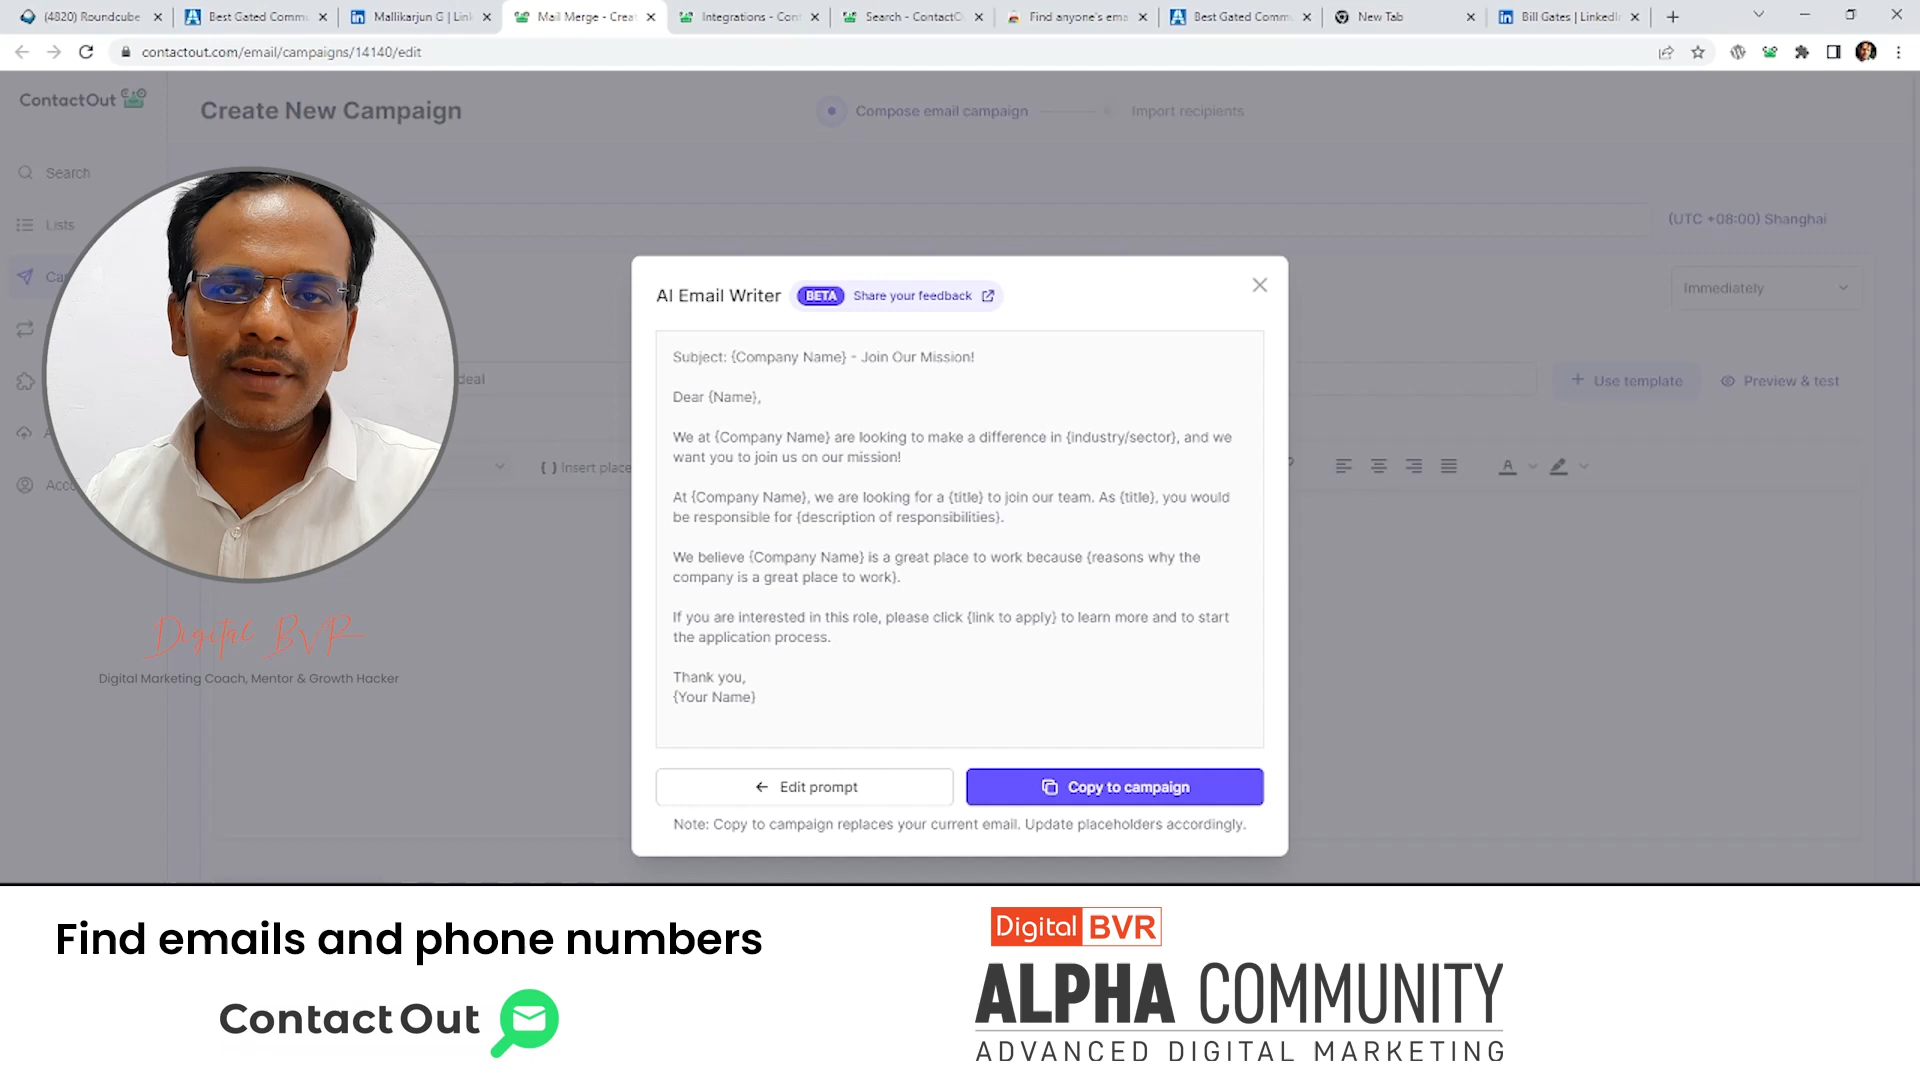 (4820) Roundcube
Best Gated Comm
Mallikarjun G | Link
Mail Merge - Creat
Integrations - Cont
Search - ContactO
Find anyone's ema
Best Gated Comm
New Tab
Bill Gates | LinkedIn
contactout.com/email/campaigns/14140/edit
ContactOut
Create New Campaign
Compose email campaign
Import recipients
Search
Lists
(UTC +08:00) Shanghai
Immediately
deal
Use template
Preview & test
{ } Insert place
A
AI Email Writer
BETA
Share your feedback
Subject: {Company Name} - Join Our Mission!
Dear {Name},
We at {Company Name} are looking to make a difference in {industry/sector}, and we
want you to join us on our mission!
At {Company Name}, we are looking for a {title} to join our team. As {title}, you would
be responsible for {description of responsibilities}.
We believe {Company Name} is a great place to work because {reasons why the
company is a great place to work}.
If you are interested in this role, please click {link to apply} to learn more and to start
the application process.
Thank you,
{Your Name}
Edit prompt
Copy to campaign
Note: Copy to campaign replaces your current email. Update placeholders accordingly.
Digital BVR
Digital Marketing Coach, Mentor & Growth Hacker
Find emails and phone numbers
ContactOut
Digital BVR
ALPHA COMMUNITY
ADVANCED DIGITAL MARKETING